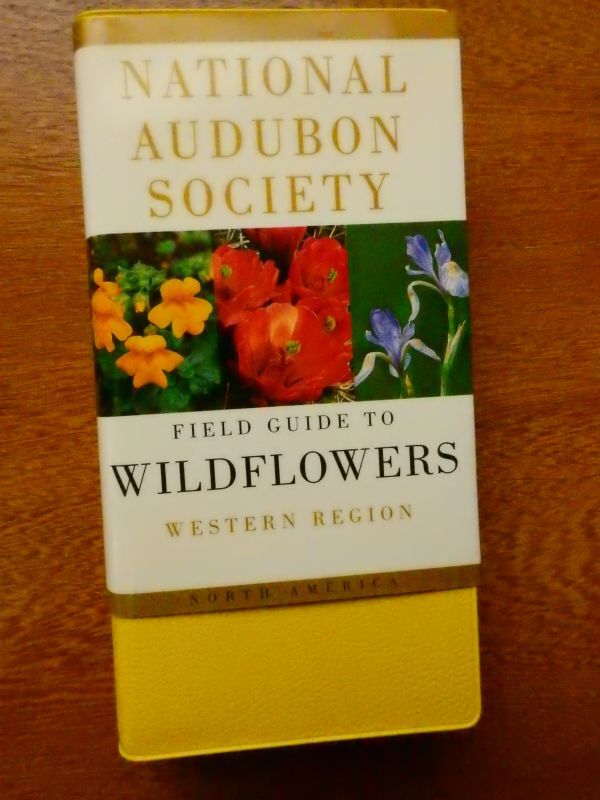 NATIONAL
AUDUBON
SOCIETY
FIELD GUIDE TO
WILDFLOWERS
WESTERN REGION
NORTH AMERICA